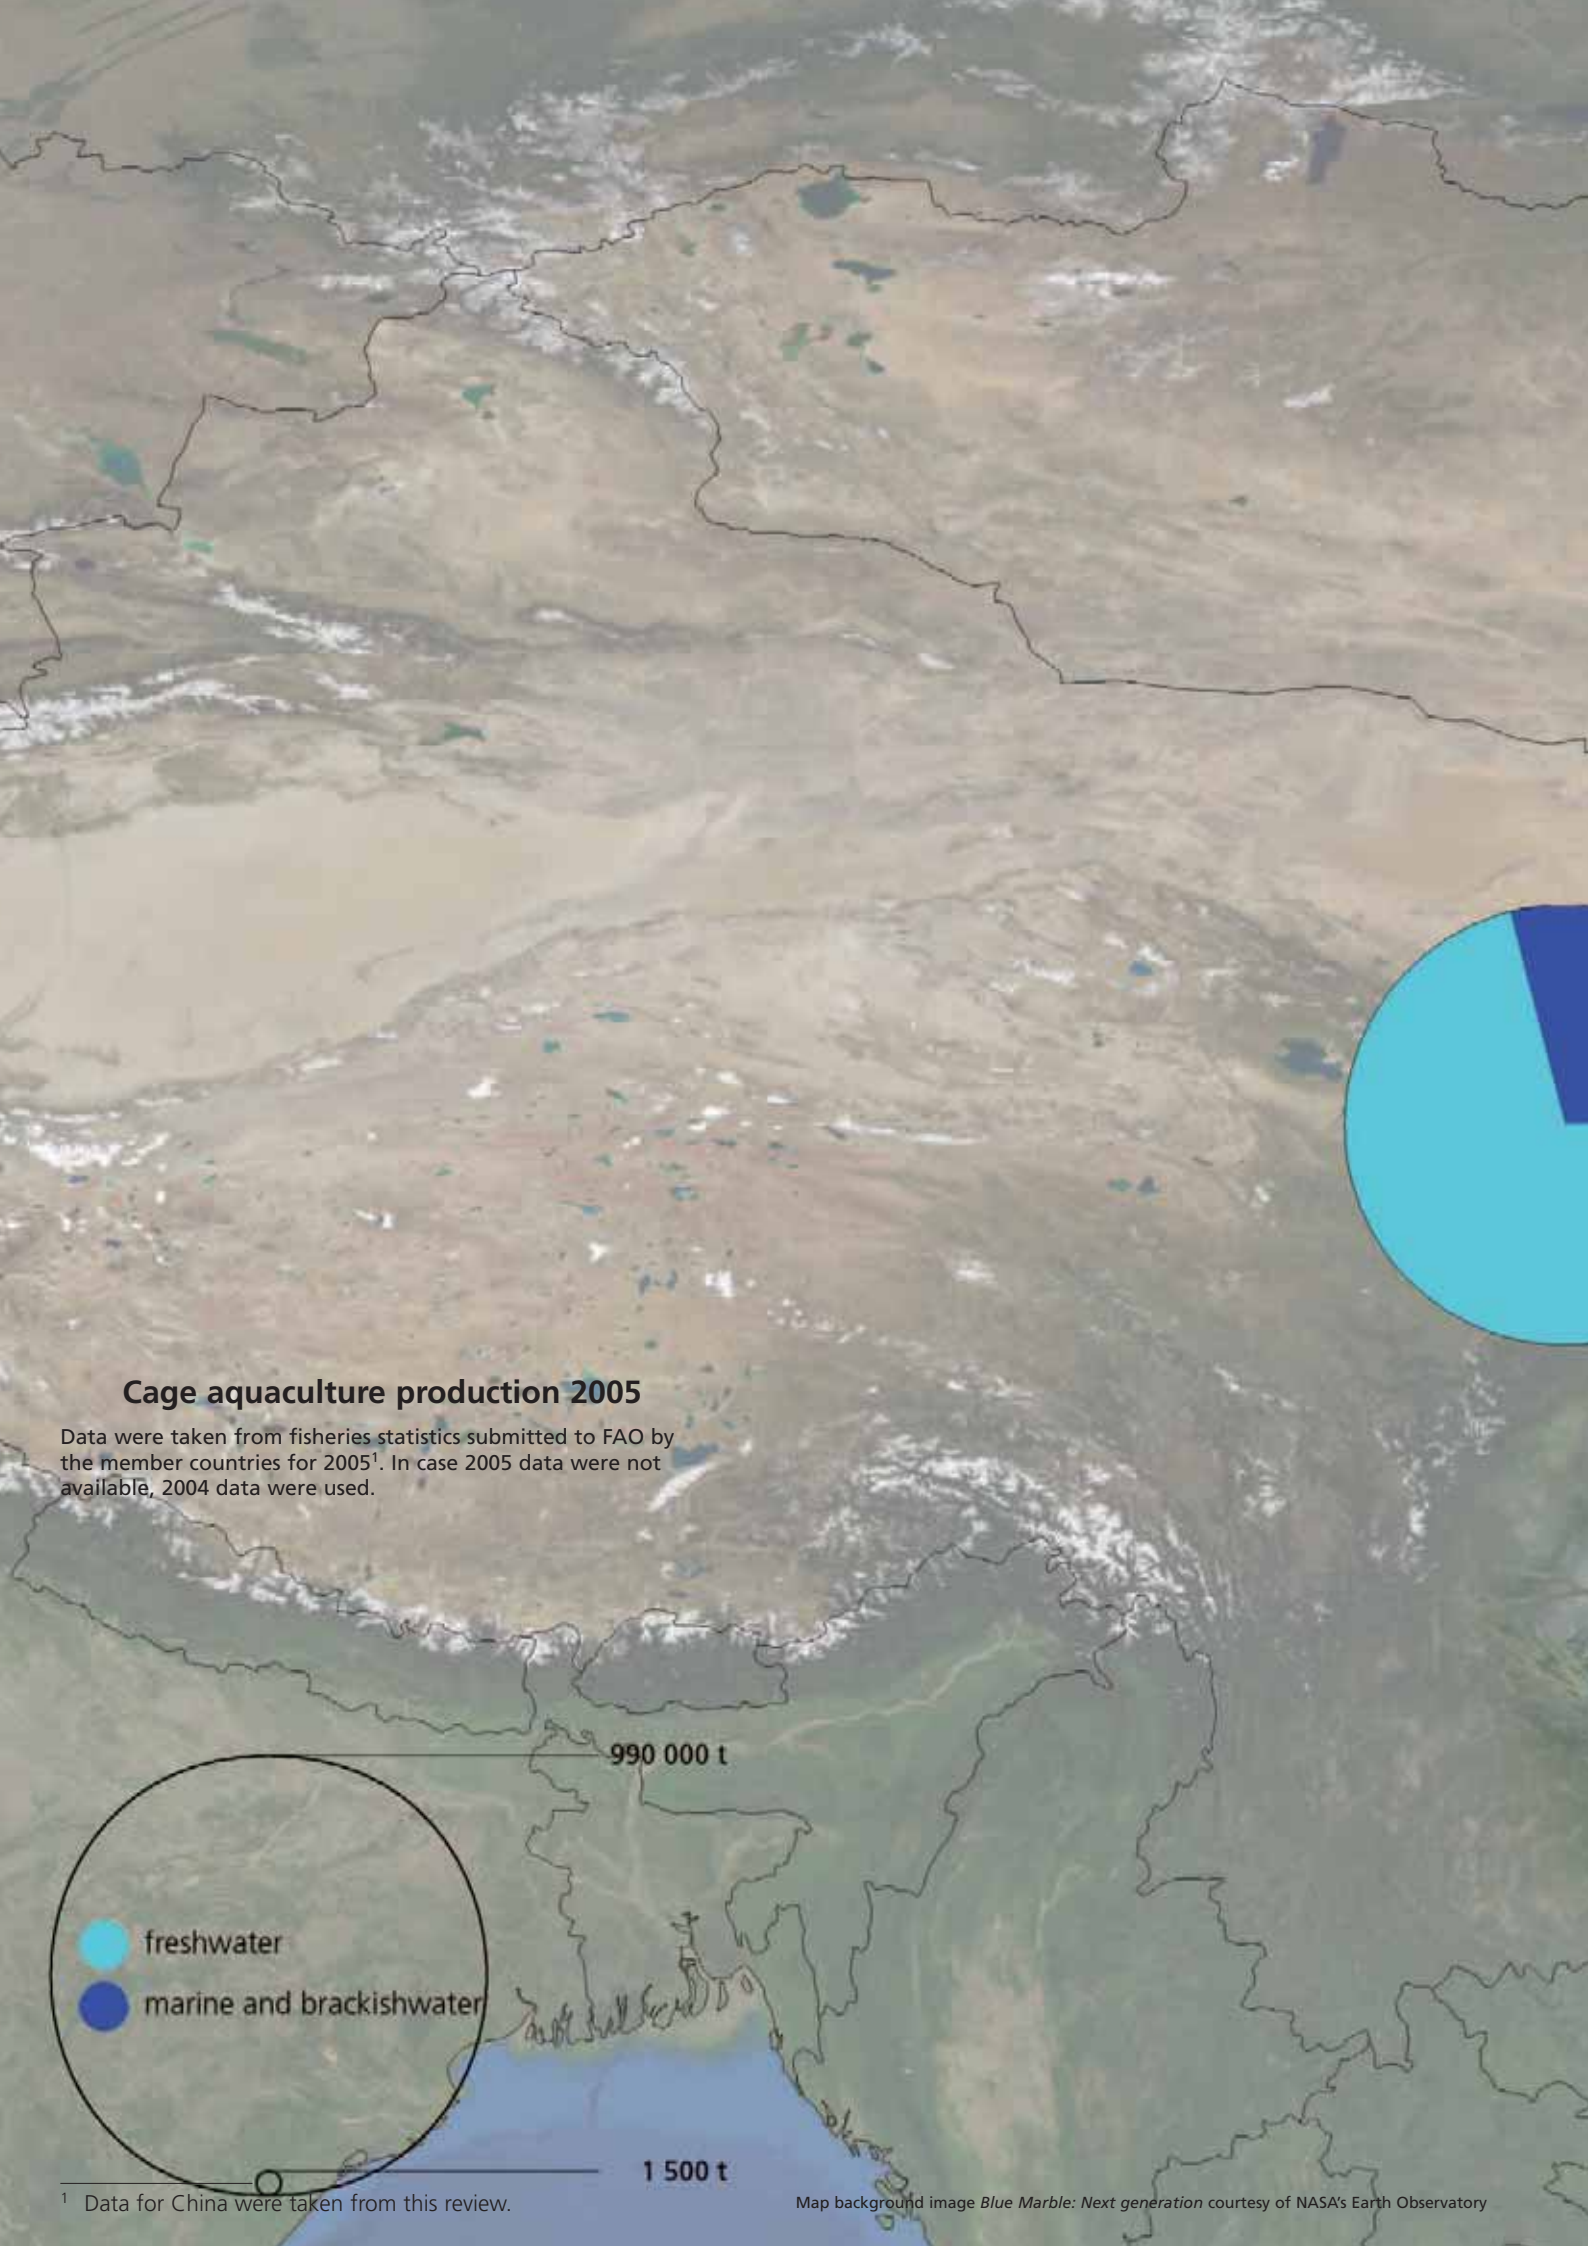 Cage aquaculture production 2005
Data were taken from fisheries statistics submitted to FAO by
the member countries for 2005¹. In case 2005 data were not
available, 2004 data were used.
990 000 t
freshwater
marine and brackishwater
1 500 t
¹ Data for China were taken from this review.
Map background image Blue Marble: Next generation courtesy of NASA's Earth Observatory